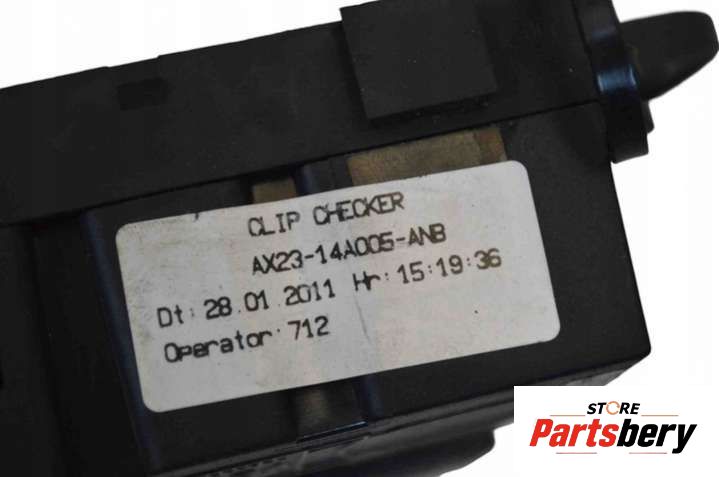 CLIP CHECKER
AX23-14A005-ANB
Dt: 28.01.2011 Hr: 15:19:36
Operator: 712
STORE
Partsbery